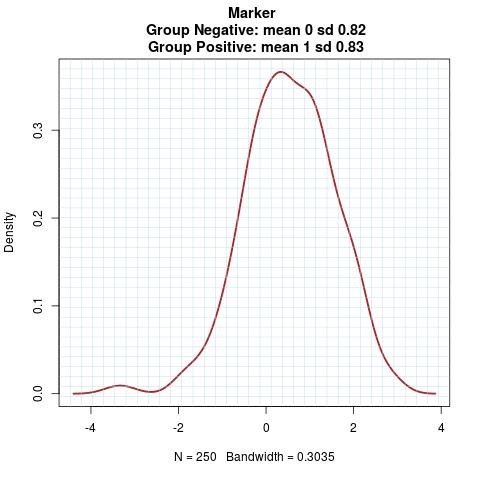 Marker
Group Negative: mean 0 sd 0.82
Group Positive: mean 1 sd 0.83
Density
0.3
0.2
0.1
0.0
-4 -2 0 2 4
N = 250 Bandwidth = 0.3035